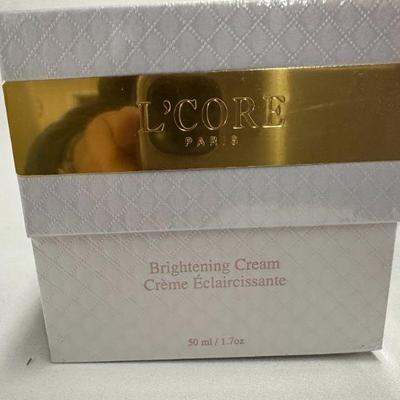 L'CORE
PARIS
Brightening Cream
Crème Éclaircissante
50 ml / 1.7oz